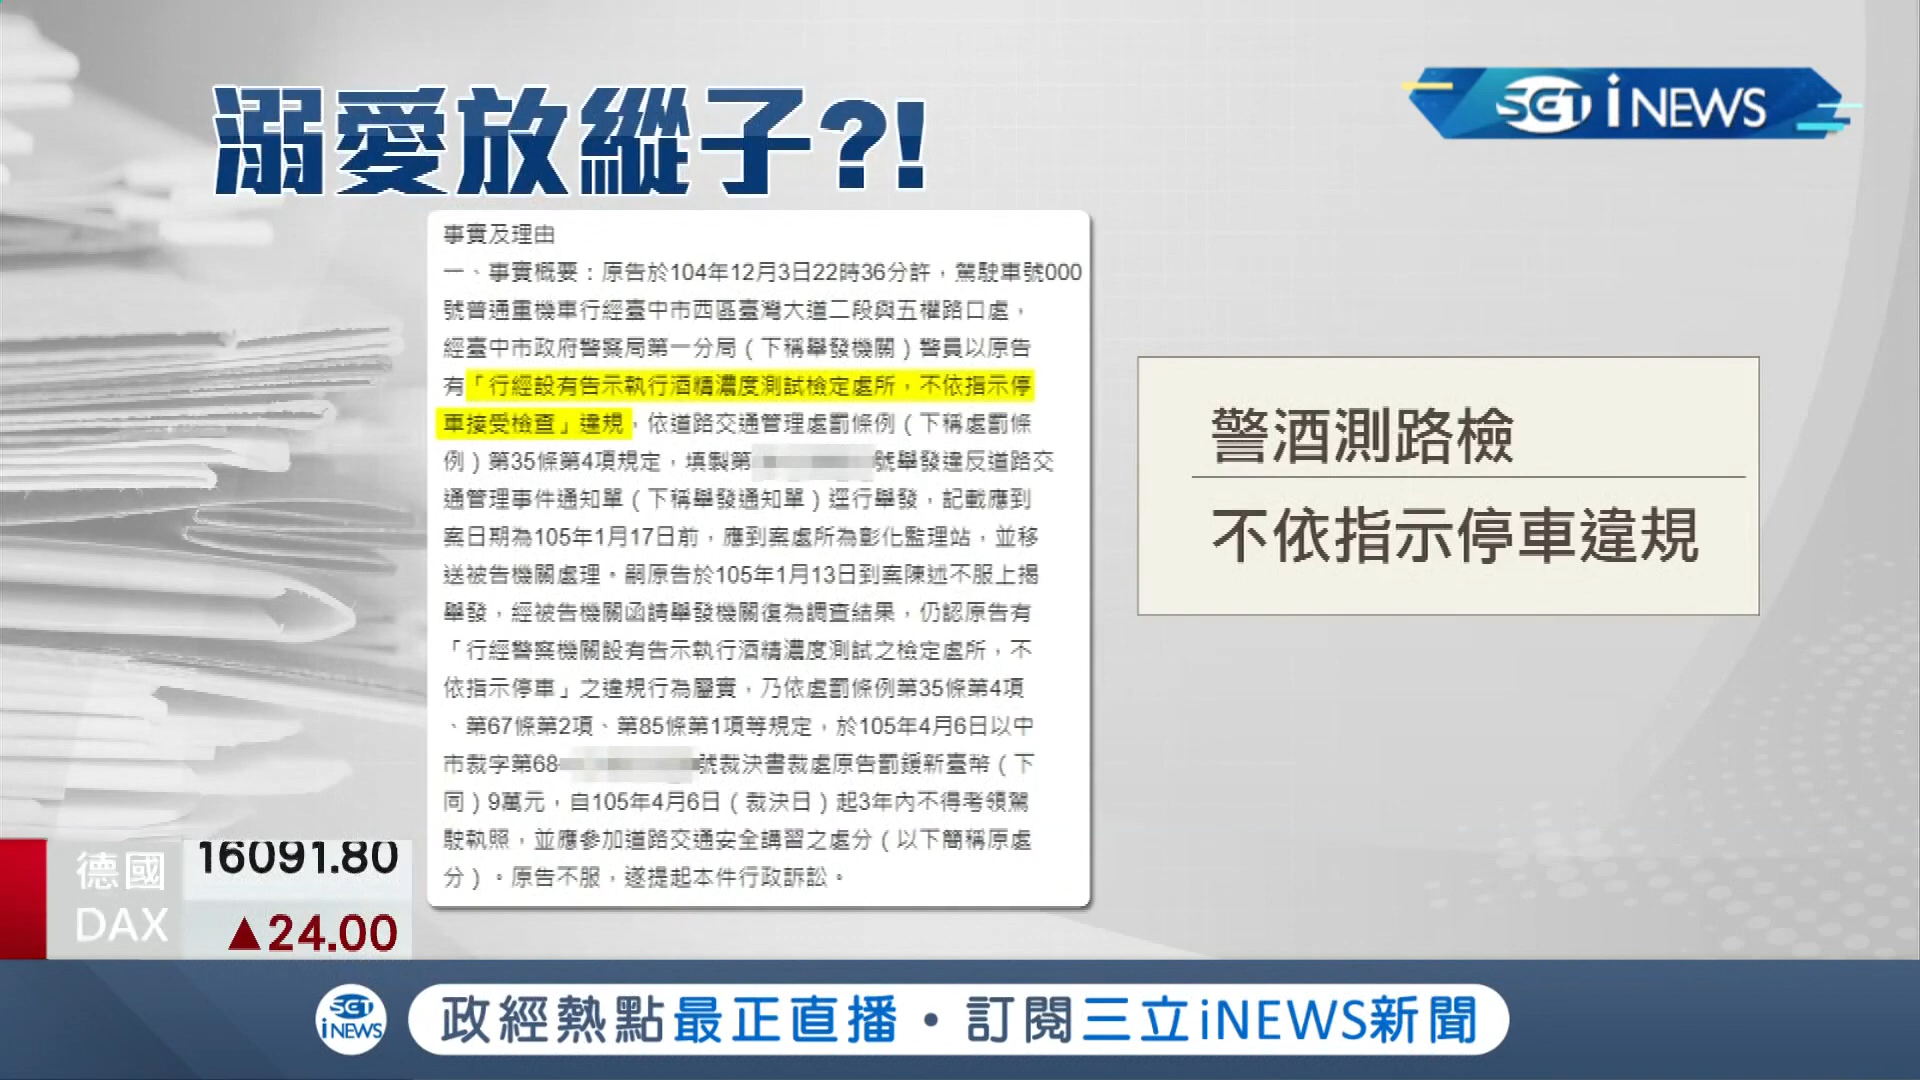 溺愛放縱子?!
SET iNEWS
事實及理由
一、事實概要：原告於104年12月3日22時36分許，駕駛車號000
號普通重機車行經臺中市西區臺灣大道二段與五權路口處，
經臺中市政府警察局第一分局（下稱舉發機關）警員以原告
有「行經設有告示執行酒精濃度測試檢定處所，不依指示停
車接受檢查」違規，依道路交通管理處罰條例（下稱處罰條
例）第35條第4項規定，填製第 號舉發違反道路交
通管理事件通知單（下稱舉發通知單）逕行舉發，記載應到
案日期為105年1月17日前，應到案處所為彰化監理站，並移
送被告機關處理。嗣原告於105年1月13日到案陳述不服上揭
舉發，經被告機關函請舉發機關復為調查結果，仍認原告有
「行經警察機關設有告示執行酒精濃度測試之檢定處所，不
依指示停車」之違規行為屬實，乃依處罰條例第35條第4項
、第67條第2項、第85條第1項等規定，於105年4月6日以中
市裁字第68 號裁決書裁處原告罰鍰新臺幣（下
同）9萬元，自105年4月6日（裁決日）起3年內不得考領駕
駛執照，並應參加道路交通安全講習之處分（以下簡稱原處
分）。原告不服，遂提起本件行政訴訟。
警酒測路檢
不依指示停車違規
德國
DAX
16091.80
▲24.00
SET iNEWS
政經熱點最正直播・訂閱三立iNEWS新聞